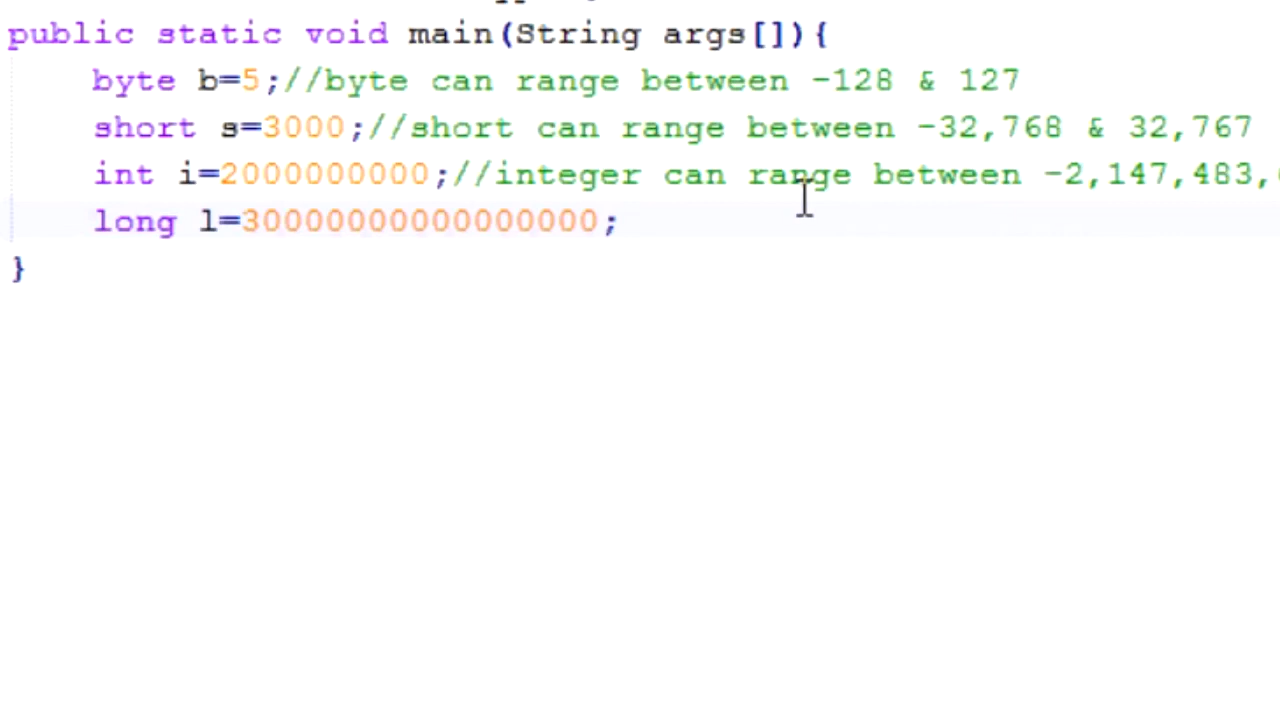 public static void main(String args[]){
byte b=5;//byte can range between -128 & 127
short s=3000;//short can range between -32,768 & 32,767
int i=2000000000;//integer can range between -2,147,483,
long l=30000000000000000;
}